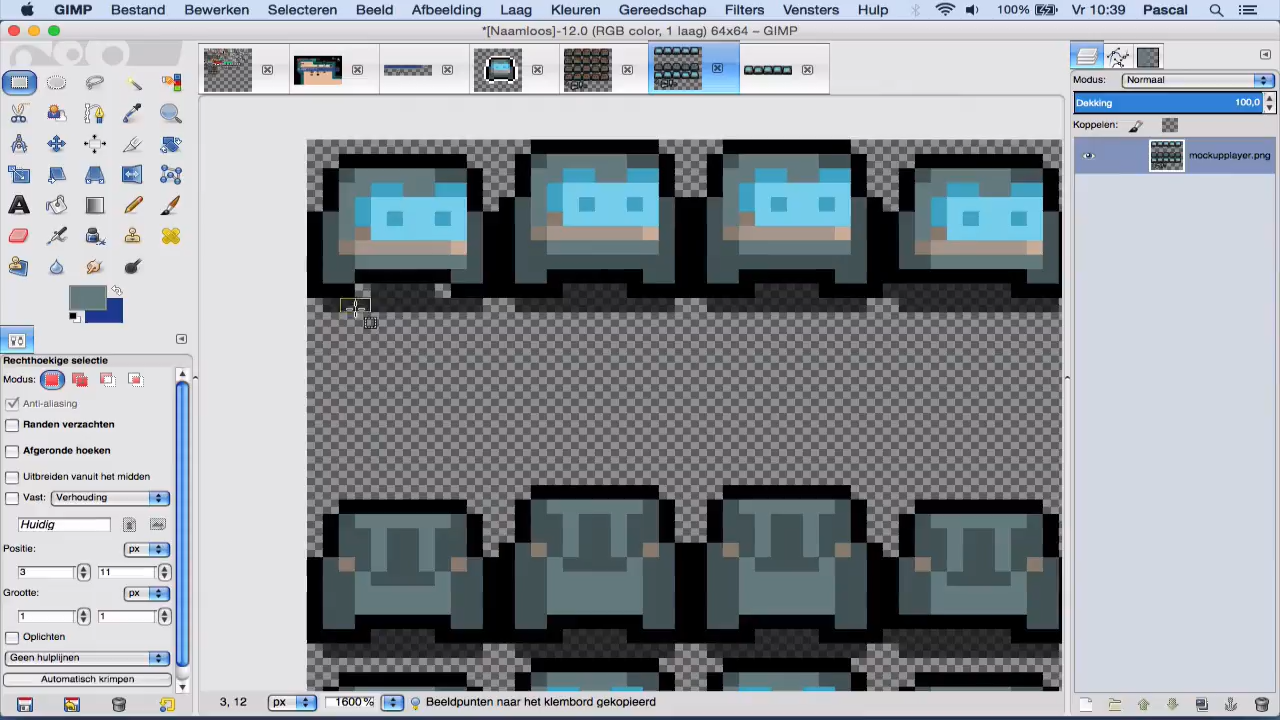 GIMP Bestand Bewerken Selecteren Beeld Afbeelding Laag Kleuren Gereedschap Filters Vensters Hulp 100% Vr 10:39 Pascal
*[Naamloos]-12.0 (RGB color, 1 laag) 64x64 – GIMP
Modus: Normaal
Dekking 100,0
Koppelen:
mockupplayer.png
Rechthoekige selectie
Modus:
Anti-aliasing
Randen verzachten
Afgeronde hoeken
Uitbreiden vanuit het midden
Vast: Verhouding
Huidig
Positie: px
3 11
Grootte: px
1 1
Oplichten
Geen hulplijnen
Automatisch krimpen
3, 12 px 1600% Beeldpunten naar het klembord gekopieerd